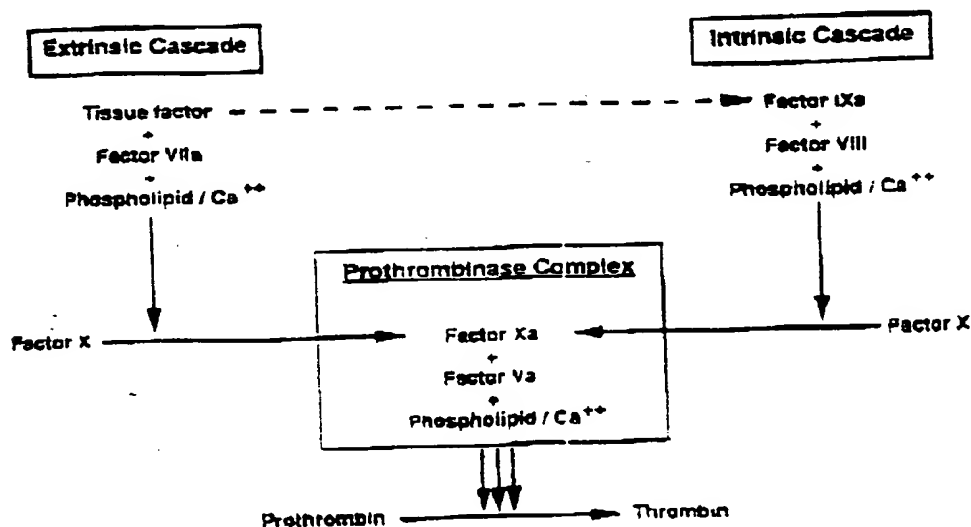 Extrinsic Cascade
Intrinsic Cascade
Tissue factor
Factor IXa
+
+
Factor VIIa
Factor VIII
+
+
Phospholipid / Ca++
Phospholipid / Ca++
Prothrombinase Complex
Factor X
Factor Xa
Factor X
+
Factor Va
+
Phospholipid / Ca++
Prothrombin
Thrombin